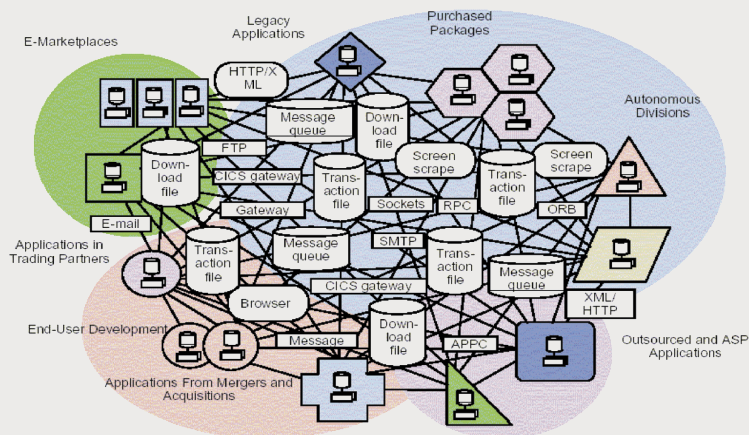 Legacy
Applications
Purchased
Packages
E-Marketplaces
HTTP/X
ML
Autonomous
Divisions
Message
queue
Down-
load
file
FTP
Down-
load
file
CICS gateway
Trans-
action
file
Screen
scrape
Trans-
action
file
Screen
scrape
Gateway
Sockets
RPC
ORB
E-mail
Applications in
Trading Partners
Trans-
action
file
Message
queue
SMTP
Trans-
action
file
Message
queue
CICS gateway
Browser
XML/
HTTP
End-User Development
Message
Down-
load
file
APPC
Outsourced and ASP
Applications
Applications From Mergers and
Acquisitions